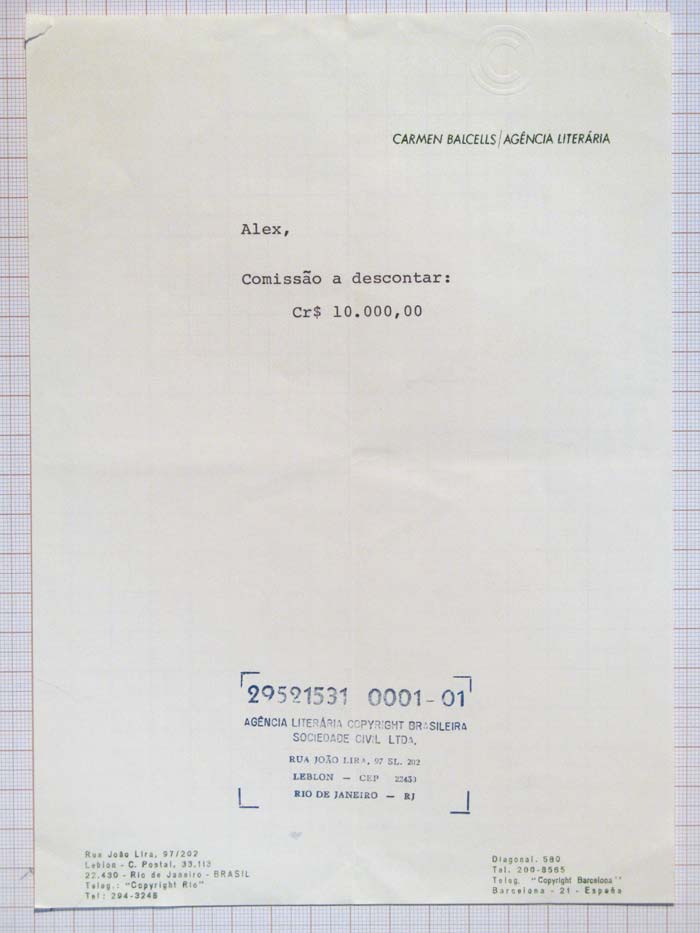 CARMEN BALCELLS/AGÉNCIA LITERÁRIA
Alex,
Comissão a descontar:
Cr$ 10.000,00
29521531 0001-01
AGÊNCIA LITERÁRIA COPYRIGHT BRASILEIRA
SOCIEDADE CIVIL LTDA,
RUA JOÃO LIRA, 97 SL. 202
LEBLON — CEP 22430
RIO DE JANEIRO — RJ
Rua João Lira, 97/202
Leblon - C. Postal, 33.113
22.430 - Rio de Janeiro - BRASIL
Teleg.: "Copyright Rio"
Tel: 294-3248
Diagonal. 580
Tel. 200-8565
Teleg. "Copyright Barcelona"
Barcelona - 21 - España